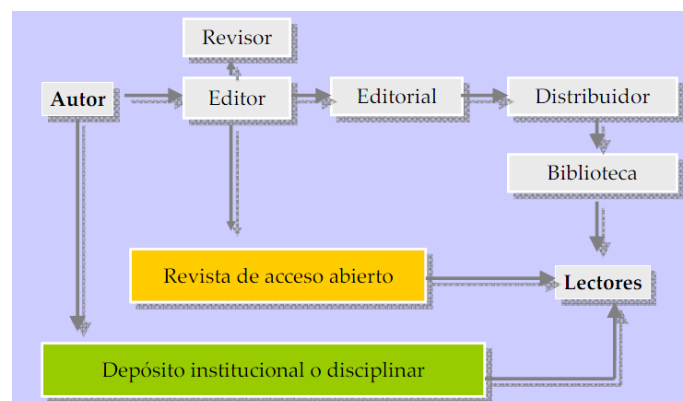 Revisor
Autor
Editor
Editorial
Distribuidor
Biblioteca
Revista de acceso abierto
Lectores
Depósito institucional o disciplinar